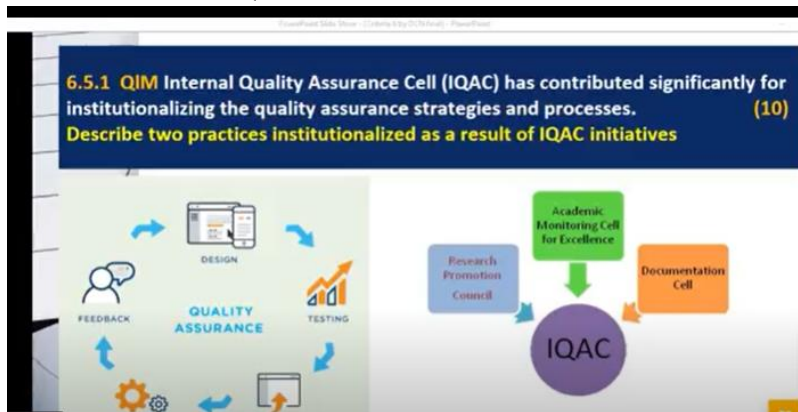 6.5.1 QIM Internal Quality Assurance Cell (IQAC) has contributed significantly for
institutionalizing the quality assurance strategies and processes. (10)
Describe two practices institutionalized as a result of IQAC initiatives
DESIGN
TESTING
FEEDBACK
QUALITY
ASSURANCE
Academic
Monitoring Cell
for Excellence
Research
Promotion
Council
Documentation
Cell
IQAC